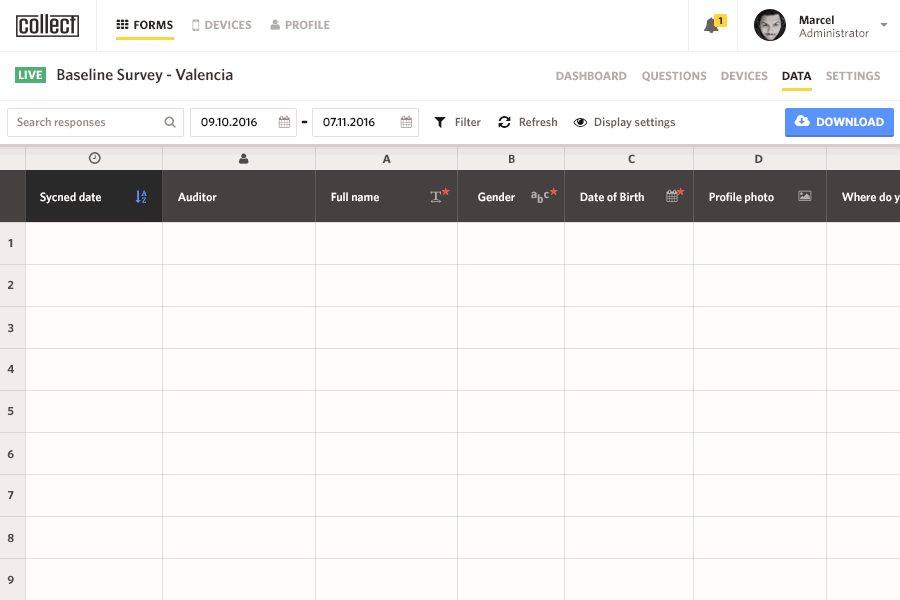 collect FORMS DEVICES PROFILE 1 Marcel
Administrator
LIVE Baseline Survey - Valencia DASHBOARD QUESTIONS DEVICES DATA SETTINGS
Search responses 09.10.2016 - 07.11.2016 Filter Refresh Display settings DOWNLOAD
A B C D
Sycned date Auditor Full name Gender abc Date of Birth Profile photo Where do y
1
2
3
4
5
6
7
8
9